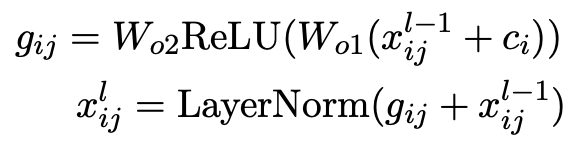 g_{ij} = W_{o2}ReLU(W_{o1}(x_{ij}^{l-1} + c_i))
x_{ij}^{l} = LayerNorm(g_{ij} + x_{ij}^{l-1})